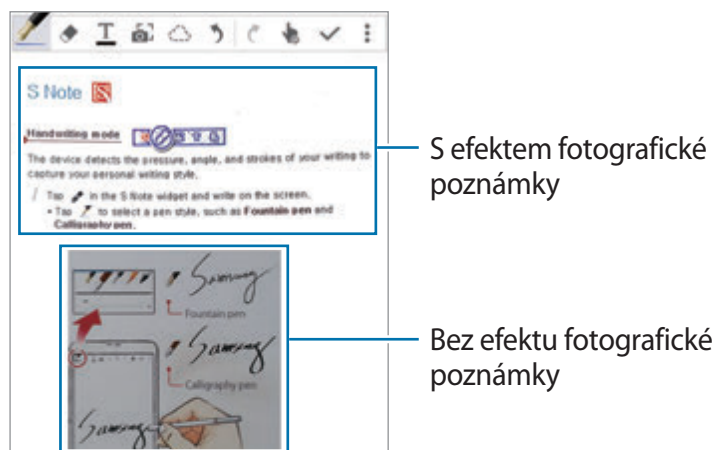 S Note
Handwriting mode
The device detects the pressure, angle, and strokes of your writing to
capture your personal writing style.
Tap in the S Note widget and write on the screen.
• Tap to select a pen style, such as Fountain pen and
Calligraphy pen.
Samsung
Fountain pen
Samsung
Calligraphy pen
Samsung
S efektem fotografické
poznámky
Bez efektu fotografické
poznámky